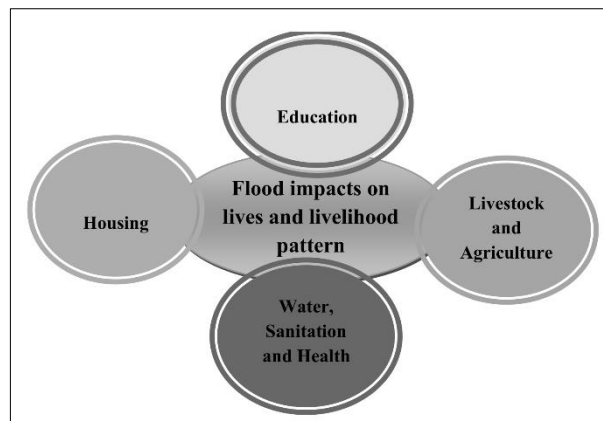 Education
Flood impacts on
lives and livelihood
pattern
Housing
Livestock
and
Agriculture
Water,
Sanitation
and Health